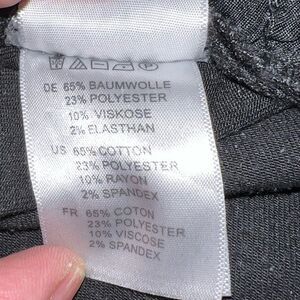 DE 65% BAUMWOLLE
23% POLYESTER
10% VISKOSE
2% ELASTHAN
US 65% COTTON
23% POLYESTER
10% RAYON
2% SPANDEX
FR 65% COTON
23% POLYESTER
10% VISCOSE
2% SPANDEX